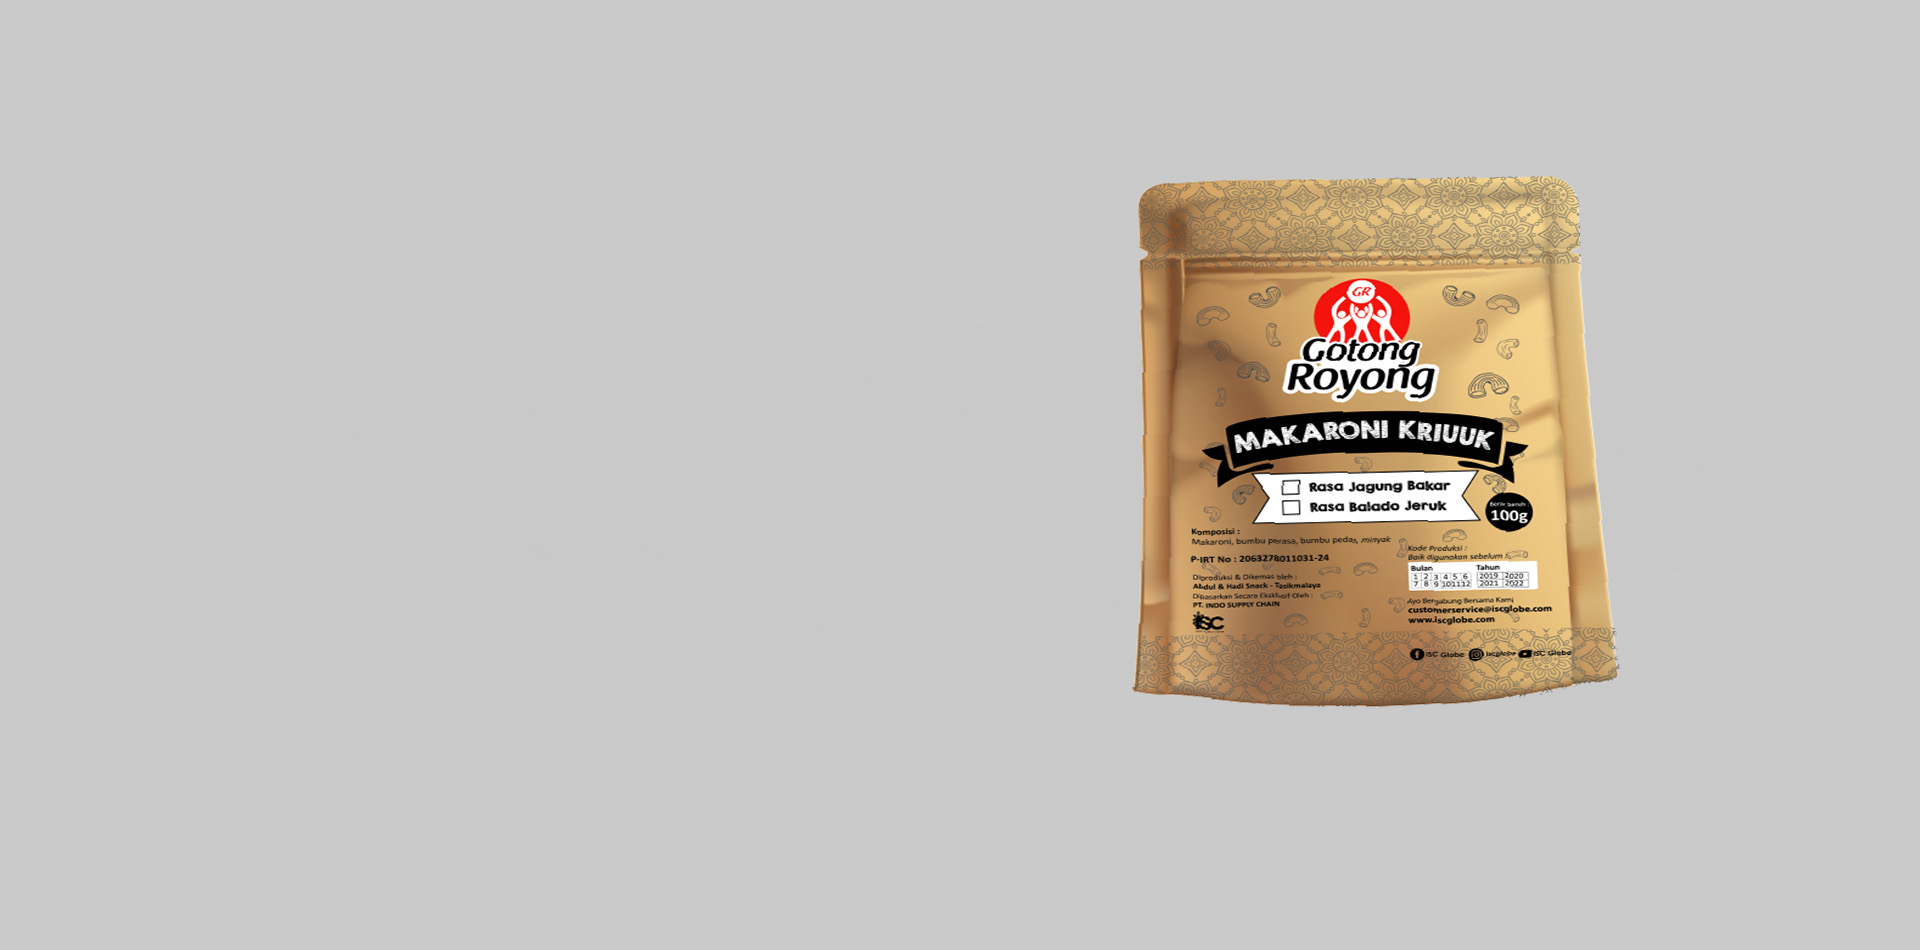 GR
Gotong
Royong
MAKARONI KRIUUK
Rasa Jagung Bakar
Rasa Balado Jeruk
Berat bersih :
100g
Komposisi :
Makaroni, bumbu perasa, bumbu pedas, minyak
P-IRT No : 2063278011031-24
Diproduksi & Dikemas oleh :
Abdul & Hadi Snack - Tasikmalaya
Dipasarkan Secara Eksklusif Oleh :
PT. INDO SUPPLY CHAIN
ISC
Kode Produksi :
Baik digunakan sebelum :
Bulan Tahun
1 2 3 4 5 6 2019 2020
7 8 9 10 11 12 2021 2022
Ayo Bergabung Bersama Kami
customerservice@iscglobe.com
www.iscglobe.com
ISC Globe iscglobe ISC Globe